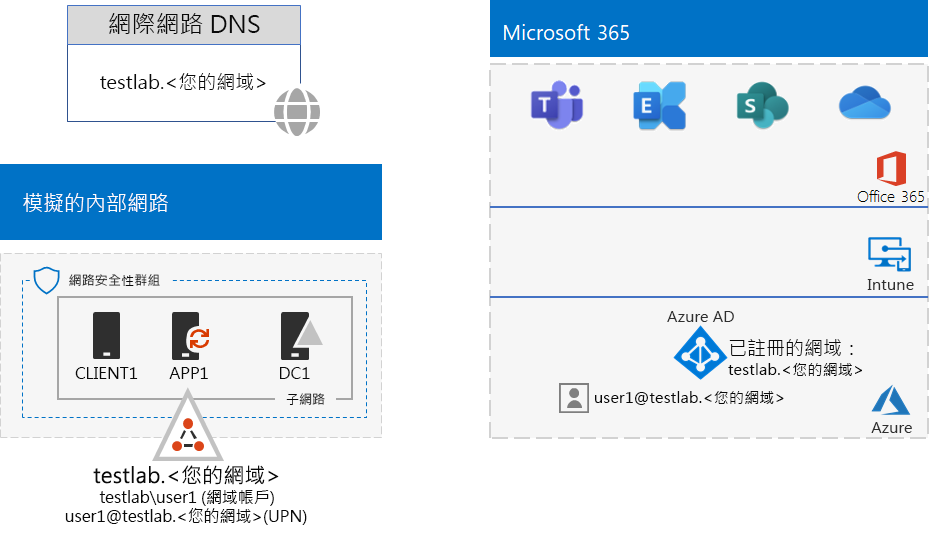 網際網路 DNS
testlab.<您的網域>
模擬的內部網路
網路安全性群組
CLIENT1
APP1
DC1
子網路
testlab.<您的網域>
testlab\user1 (網域帳戶)
user1@testlab.<您的網域>(UPN)
Microsoft 365
T
E
S
Office 365
Intune
Azure AD
已註冊的網域：
testlab.<您的網域>
user1@testlab.<您的網域>
Azure